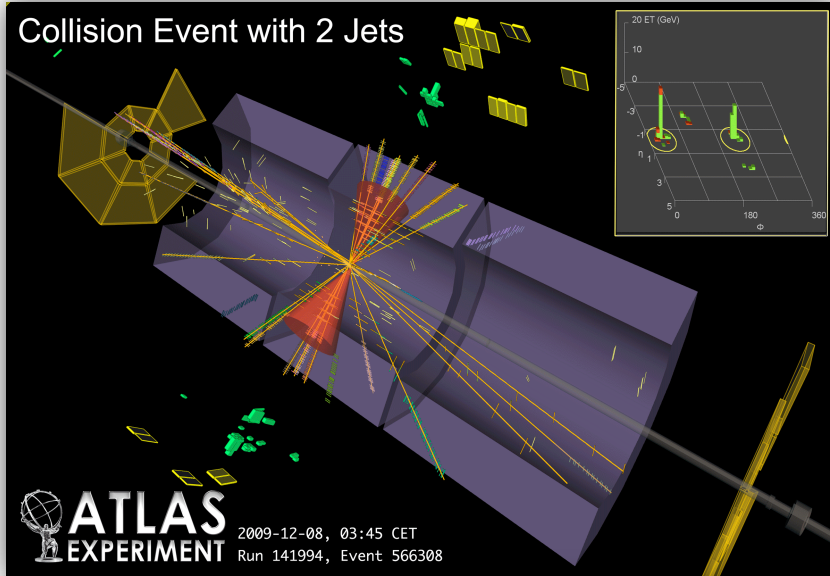 Collision Event with 2 Jets
20 ET (GeV)
10
0
-5
-3
-1
η 1
3
5
0 180 360
Φ
ATLAS
EXPERIMENT
2009-12-08, 03:45 CET
Run 141994, Event 566308